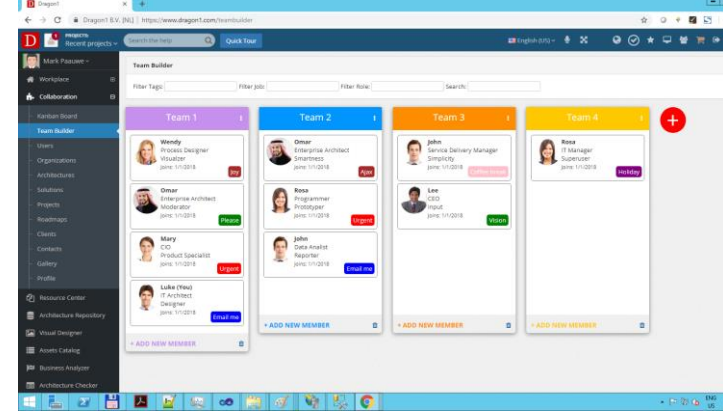 Dragon1
Dragon1 B.V. [NL] | https://www.dragon1.com/teambuilder
D
PROJECTS
Recent projects
Search the help
Quick Tour
English (US)
Mark Paauwe
Workplace
Collaboration
Kanban Board
Team Builder
Users
Organizations
Architectures
Solutions
Projects
Roadmaps
Clients
Contacts
Gallery
Profile
Resource Center
Architecture Repository
Visual Designer
Assets Catalog
Business Analyzer
Architecture Checker
Team Builder
Filter Tags:
Filter Job:
Filter Role:
Search:
Team 1
Wendy
Process Designer
Visualizer
Joins: 1/1/2018
Joy
Omar
Enterprise Architect
Moderator
Joins: 1/1/2018
Please
Mary
CIO
Product Specialist
Joins: 1/1/2018
Urgent
Luke (You)
IT Architect
Designer
Joins: 1/1/2018
Email me
+ ADD NEW MEMBER
Team 2
Omar
Enterprise Architect
Smartness
Joins: 1/1/2018
Ajax
Rosa
Programmer
Prototyper
Joins: 1/1/2018
Urgent
John
Data Analist
Reporter
Joins: 1/1/2018
Email me
+ ADD NEW MEMBER
Team 3
John
Service Delivery Manager
Simplicity
Joins: 1/1/2018
Lee
CEO
Input
Joins: 1/1/2018
Vision
+ ADD NEW MEMBER
Team 4
Rosa
IT Manager
Superuser
Joins: 1/1/2018
Holiday
+ ADD NEW MEMBER
+
ENG
US